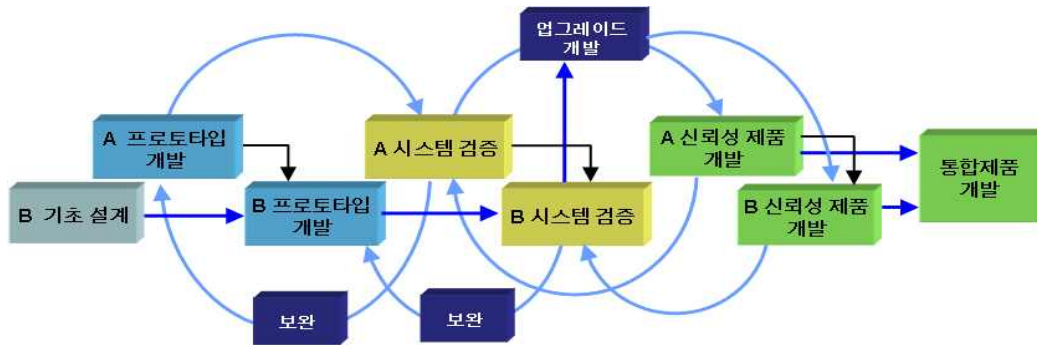 업그레이드
개발
A 프로토타입
개발
A 시스템 검증
A 신뢰성 제품
개발
통합제품
개발
B 기초 설계
B 프로토타입
개발
B 시스템 검증
B 신뢰성 제품
개발
보완
보완